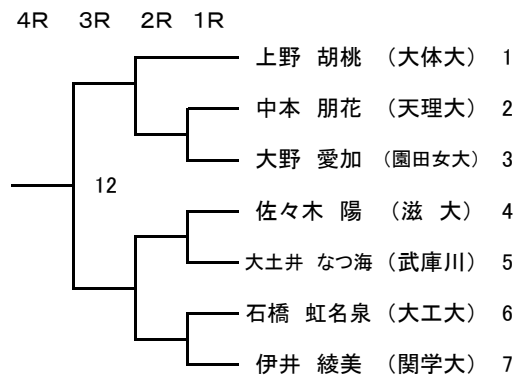 4R 3R 2R 1R
上野 胡桃 （大体大） 1
中本 朋花 （天理大） 2
大野 愛加 （園田女大） 3
12
佐々木 陽 （滋 大） 4
大土井 なつ海 （武庫川） 5
石橋 虹名泉 （大工大） 6
伊井 綾美 （関学大） 7